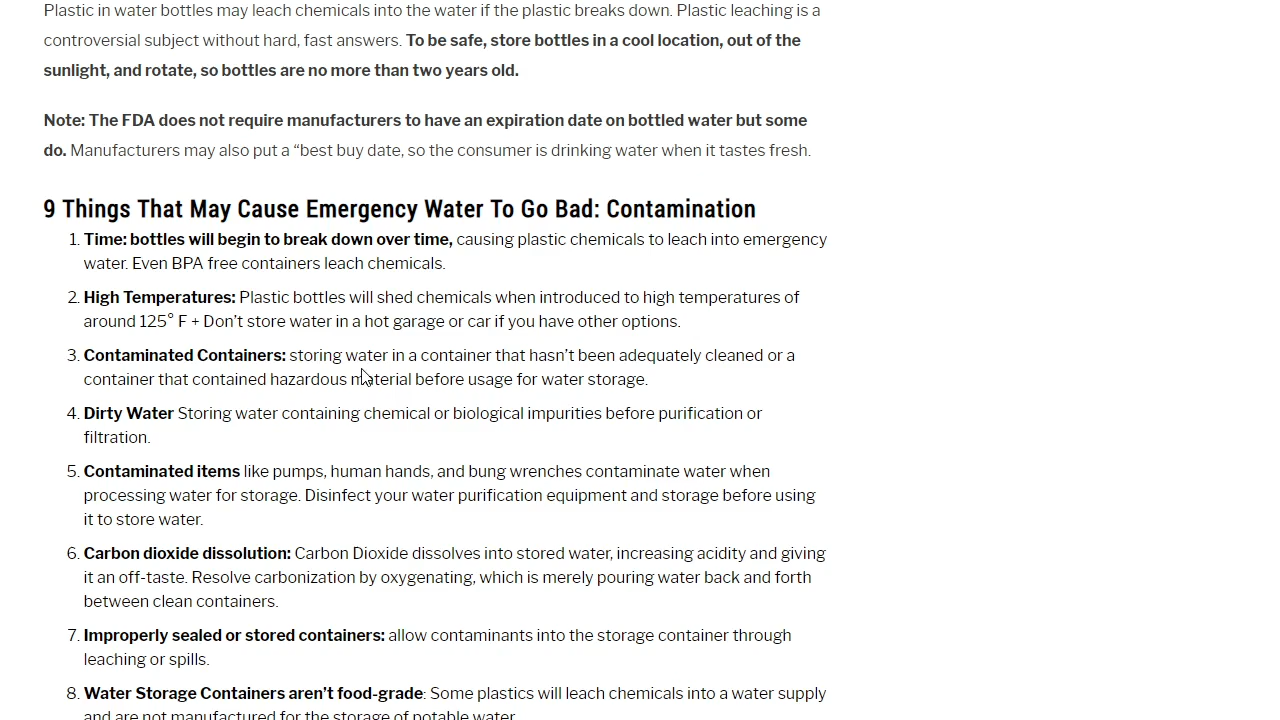 Plastic in water bottles may leach chemicals into the water if the plastic breaks down. Plastic leaching is a
controversial subject without hard, fast answers. To be safe, store bottles in a cool location, out of the
sunlight, and rotate, so bottles are no more than two years old.
Note: The FDA does not require manufacturers to have an expiration date on bottled water but some
do. Manufacturers may also put a “best buy date, so the consumer is drinking water when it tastes fresh.
9 Things That May Cause Emergency Water To Go Bad: Contamination
1. Time: bottles will begin to break down over time, causing plastic chemicals to leach into emergency
water. Even BPA free containers leach chemicals.
2. High Temperatures: Plastic bottles will shed chemicals when introduced to high temperatures of
around 125° F + Don’t store water in a hot garage or car if you have other options.
3. Contaminated Containers: storing water in a container that hasn’t been adequately cleaned or a
container that contained hazardous material before usage for water storage.
4. Dirty Water Storing water containing chemical or biological impurities before purification or
filtration.
5. Contaminated items like pumps, human hands, and bung wrenches contaminate water when
processing water for storage. Disinfect your water purification equipment and storage before using
it to store water.
6. Carbon dioxide dissolution: Carbon Dioxide dissolves into stored water, increasing acidity and giving
it an off-taste. Resolve carbonization by oxygenating, which is merely pouring water back and forth
between clean containers.
7. Improperly sealed or stored containers: allow contaminants into the storage container through
leaching or spills.
8. Water Storage Containers aren’t food-grade: Some plastics will leach chemicals into a water supply
and are not manufactured for the storage of potable water.